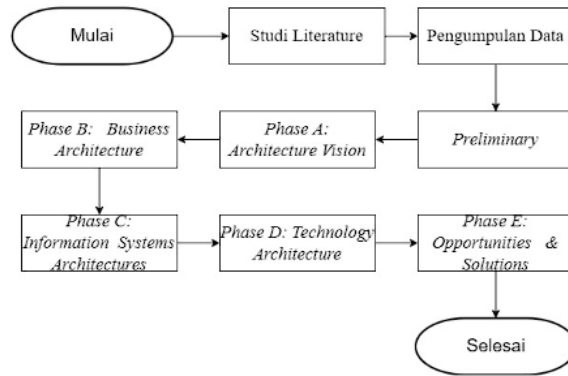 Mulai
Studi Literature
Pengumpulan Data
Preliminary
Phase A:
Architecture Vision
Phase B: Business
Architecture
Phase C:
Information Systems
Architectures
Phase D: Technology
Architecture
Phase E:
Opportunities &
Solutions
Selesai